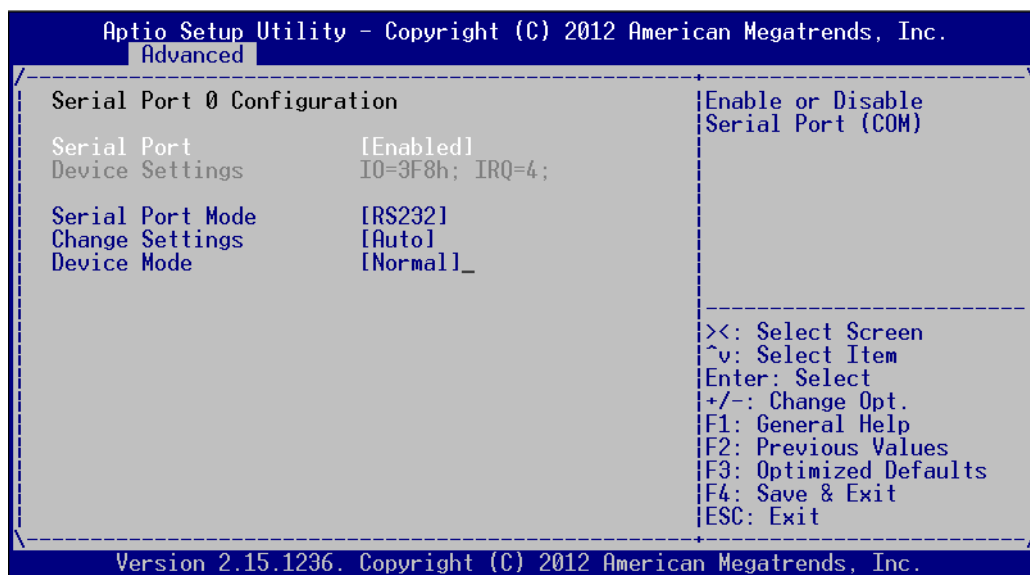 Aptio Setup Utility - Copyright (C) 2012 American Megatrends, Inc.
Advanced
Serial Port 0 Configuration
Serial Port [Enabled]
Device Settings IO=3F8h; IRQ=4;
Serial Port Mode [RS232]
Change Settings [Auto]
Device Mode [Normal]_
Enable or Disable
Serial Port (COM)
><: Select Screen
^v: Select Item
Enter: Select
+/-: Change Opt.
F1: General Help
F2: Previous Values
F3: Optimized Defaults
F4: Save & Exit
ESC: Exit
Version 2.15.1236. Copyright (C) 2012 American Megatrends, Inc.